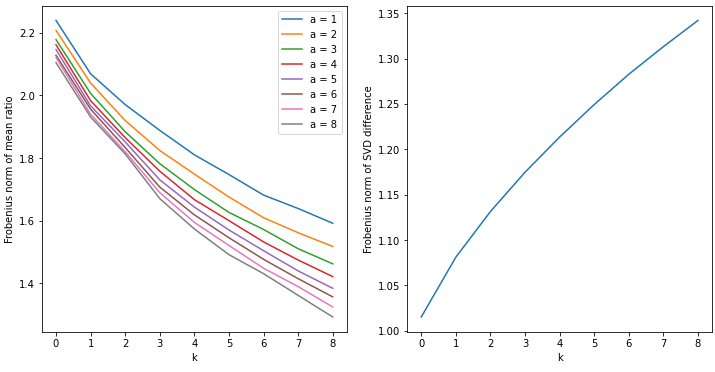 Frobenius norm of mean ratio
2.2
2.0
1.8
1.6
1.4
0 1 2 3 4 5 6 7 8
k
a = 1
a = 2
a = 3
a = 4
a = 5
a = 6
a = 7
a = 8
Frobenius norm of SVD difference
1.35
1.30
1.25
1.20
1.15
1.10
1.05
1.00
0 1 2 3 4 5 6 7 8
k